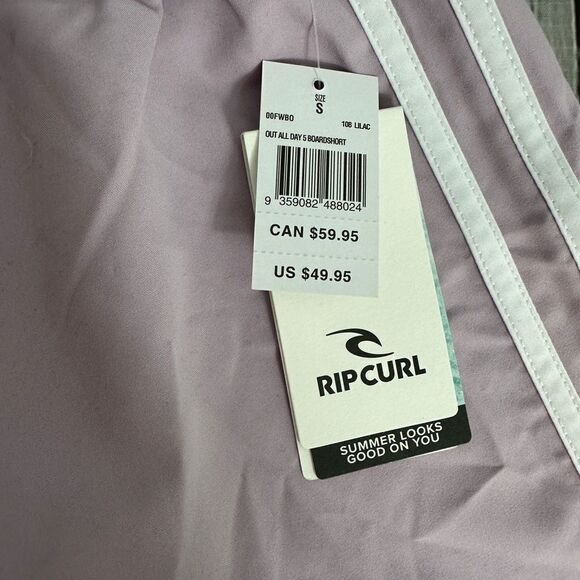 SIZE
S
00FWBO 108 LILAC
OUT ALL DAY 5 BOARDSHORT
9 359082 488024
CAN $59.95
US $49.95
RIP CURL
SUMMER LOOKS
GOOD ON YOU